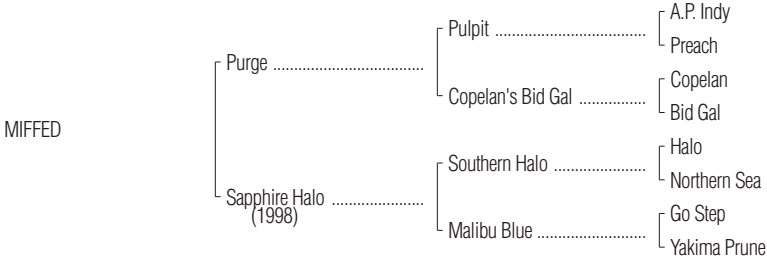 A.P. Indy
Pulpit ....................................
Preach
Purge ....................................
Copelan
Copelan's Bid Gal ................
Bid Gal
MIFFED
Halo
Southern Halo ......................
Northern Sea
Sapphire Halo ......................
(1998)
Go Step
Malibu Blue ..........................
Yakima Prune